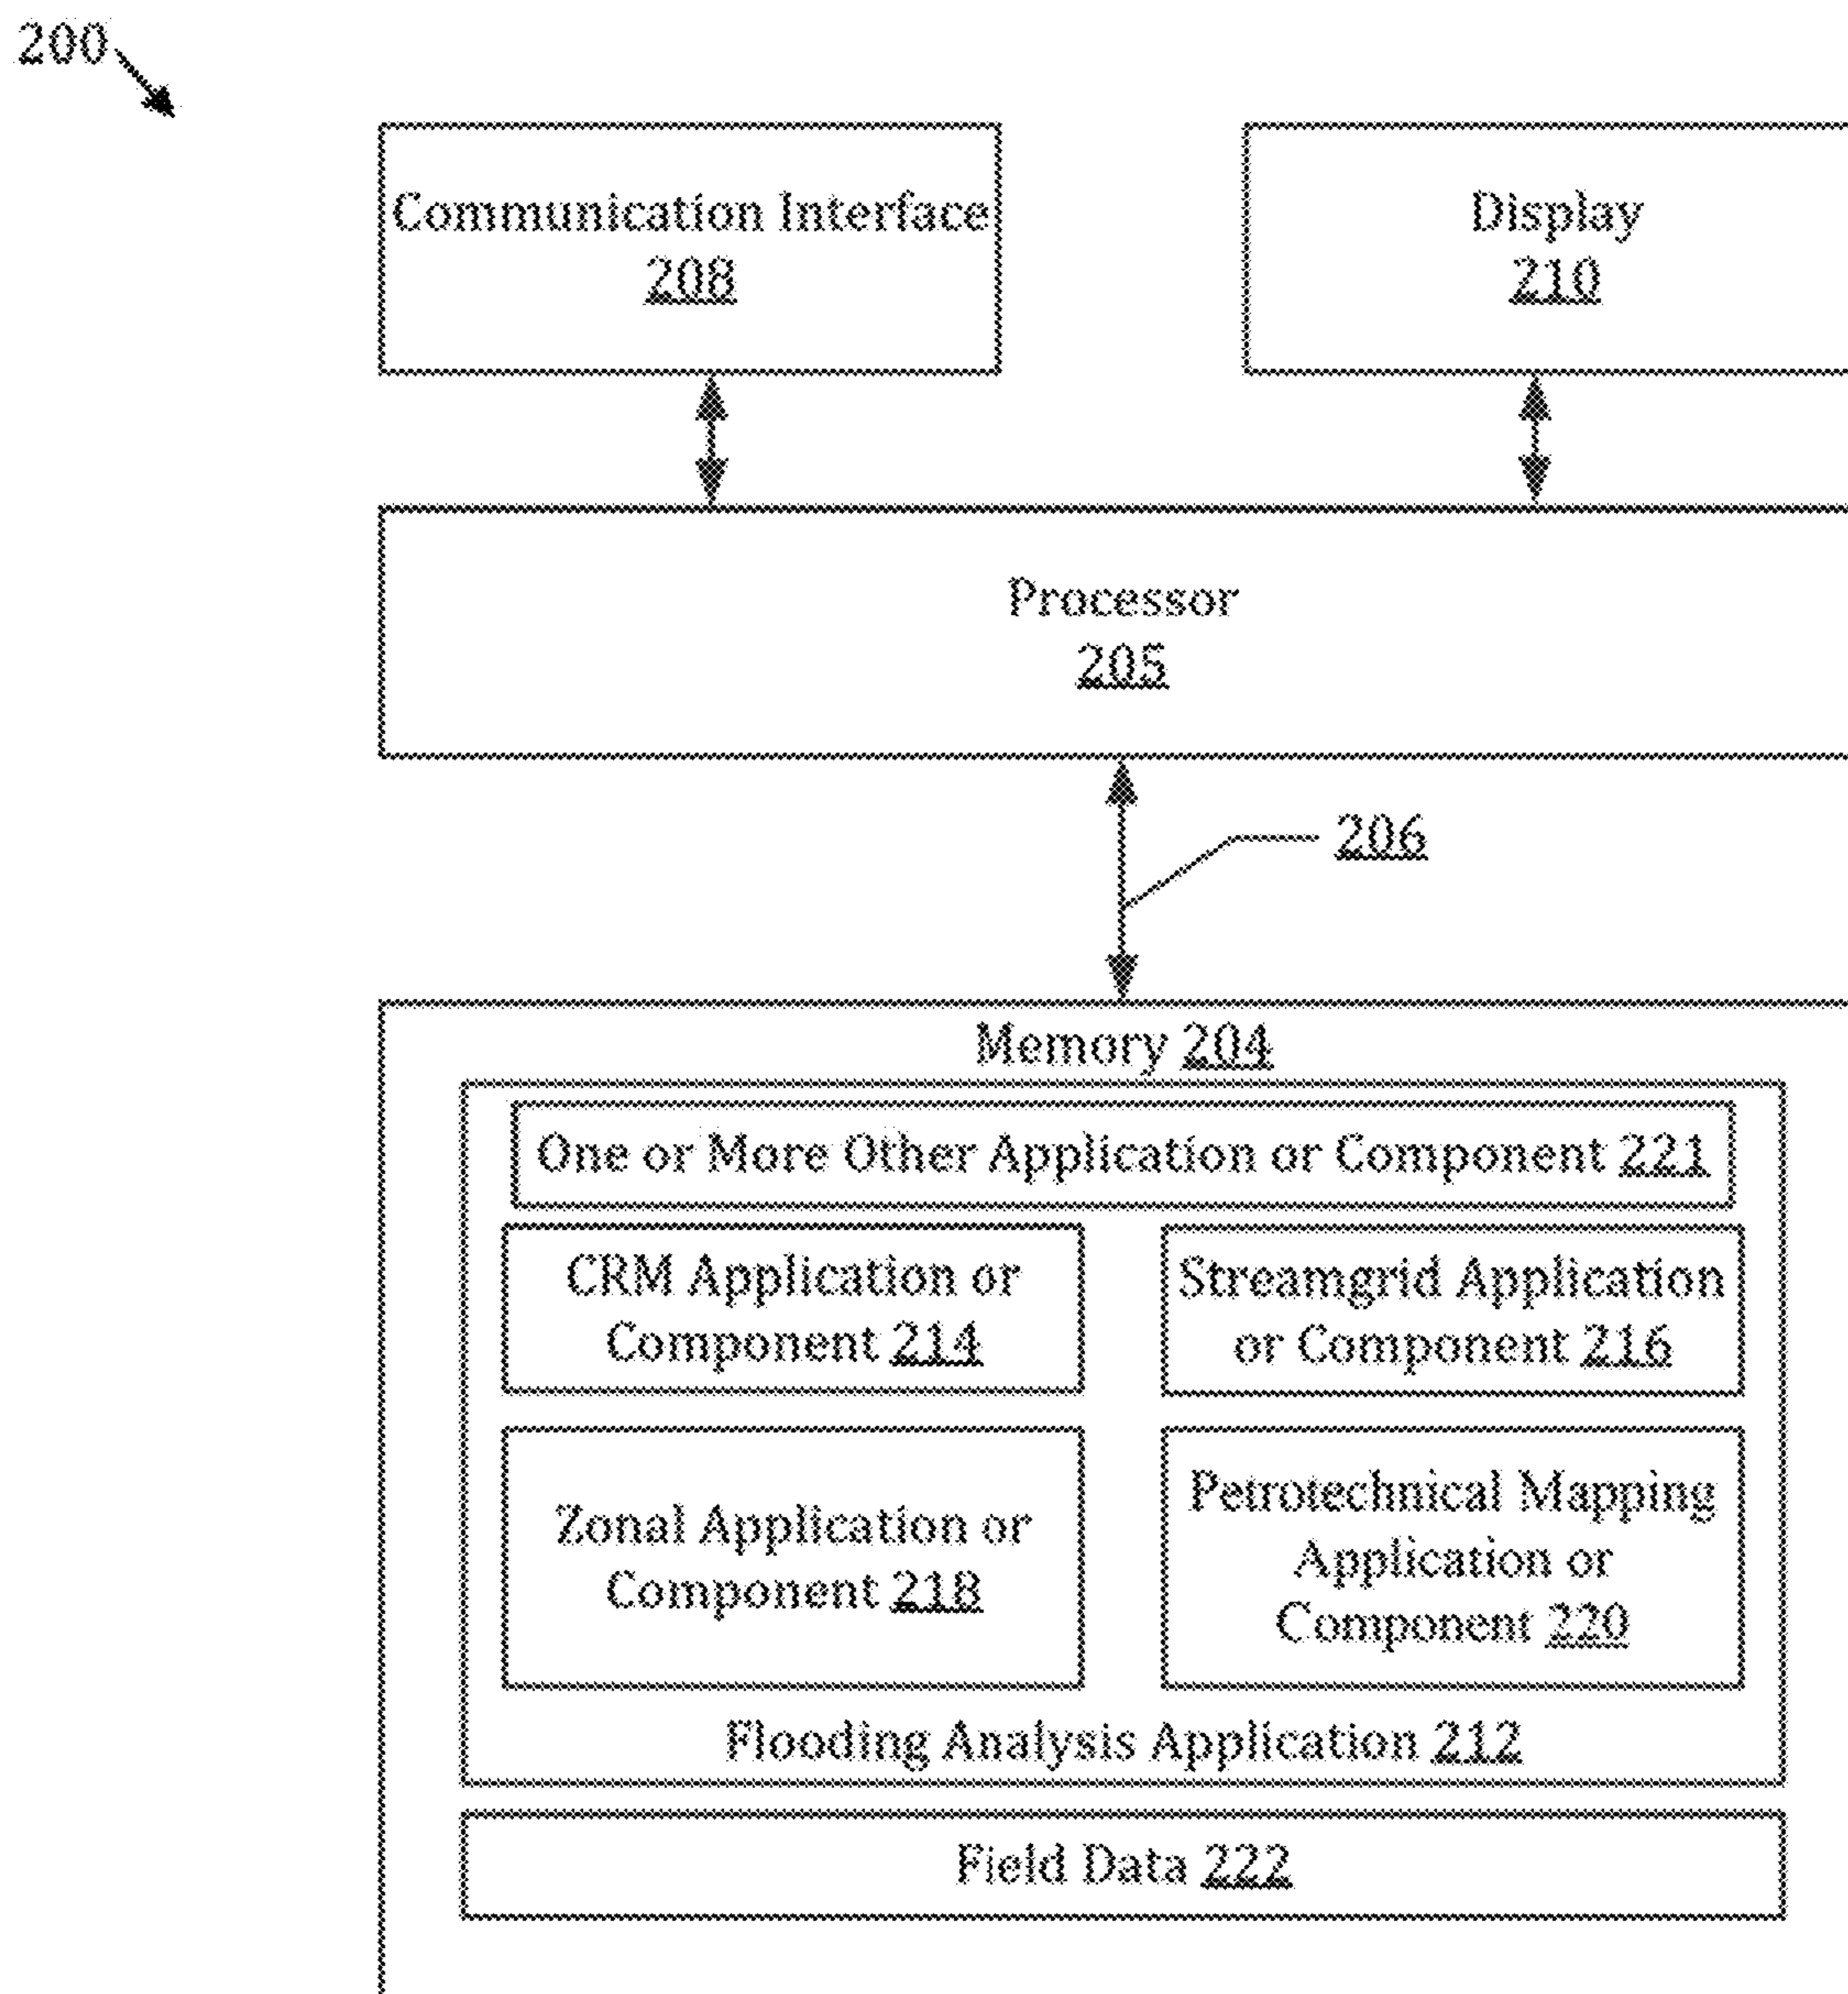 200
Communication Interface
208
Display
210
Processor
205
206
Memory 204
One or More Other Application or Component 221
CRM Application or
Component 214
Streamgrid Application
or Component 216
Zonal Application or
Component 218
Petrotechnical Mapping
Application or
Component 220
Flooding Analysis Application 212
Field Data 222